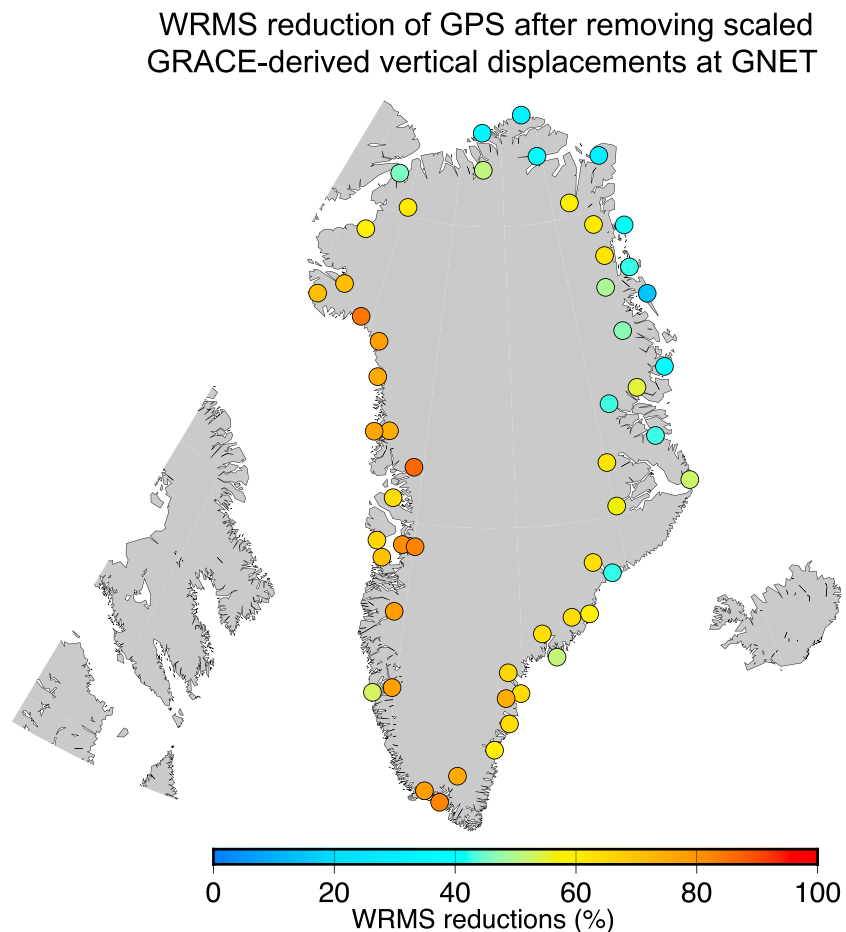 WRMS reduction of GPS after removing scaled
GRACE-derived vertical displacements at GNET
0 20 40 60 80 100
WRMS reductions (%)